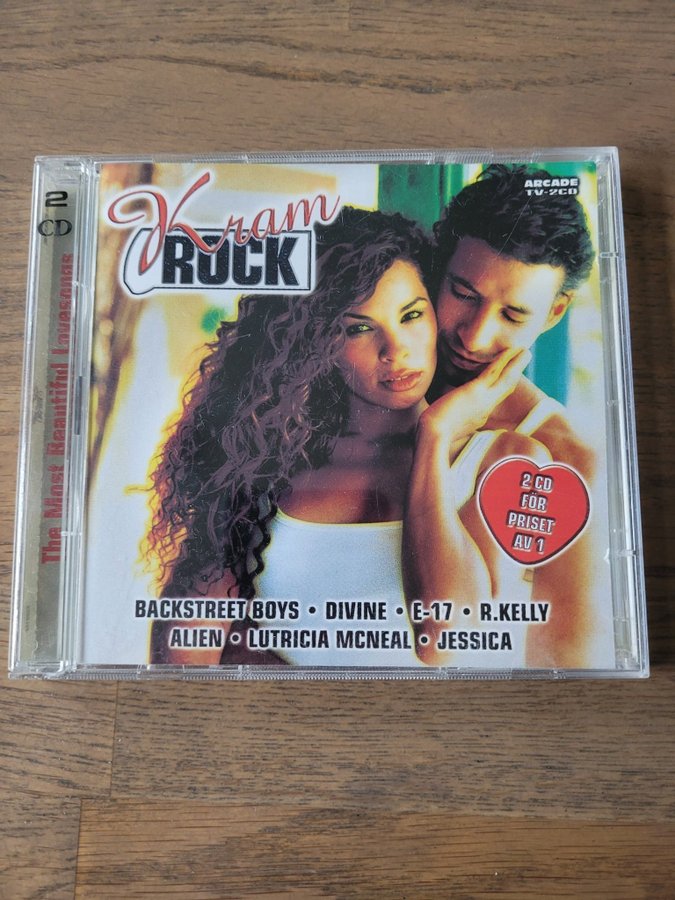 2
CD
The Most Beautiful Lovesongs
Kram
ROCK
ARCADE
TV-2CD
2 CD
FÖR
PRISET
AV 1
BACKSTREET BOYS • DIVINE • E-17 • R.KELLY
ALIEN • LUTRICIA MCNEAL • JESSICA